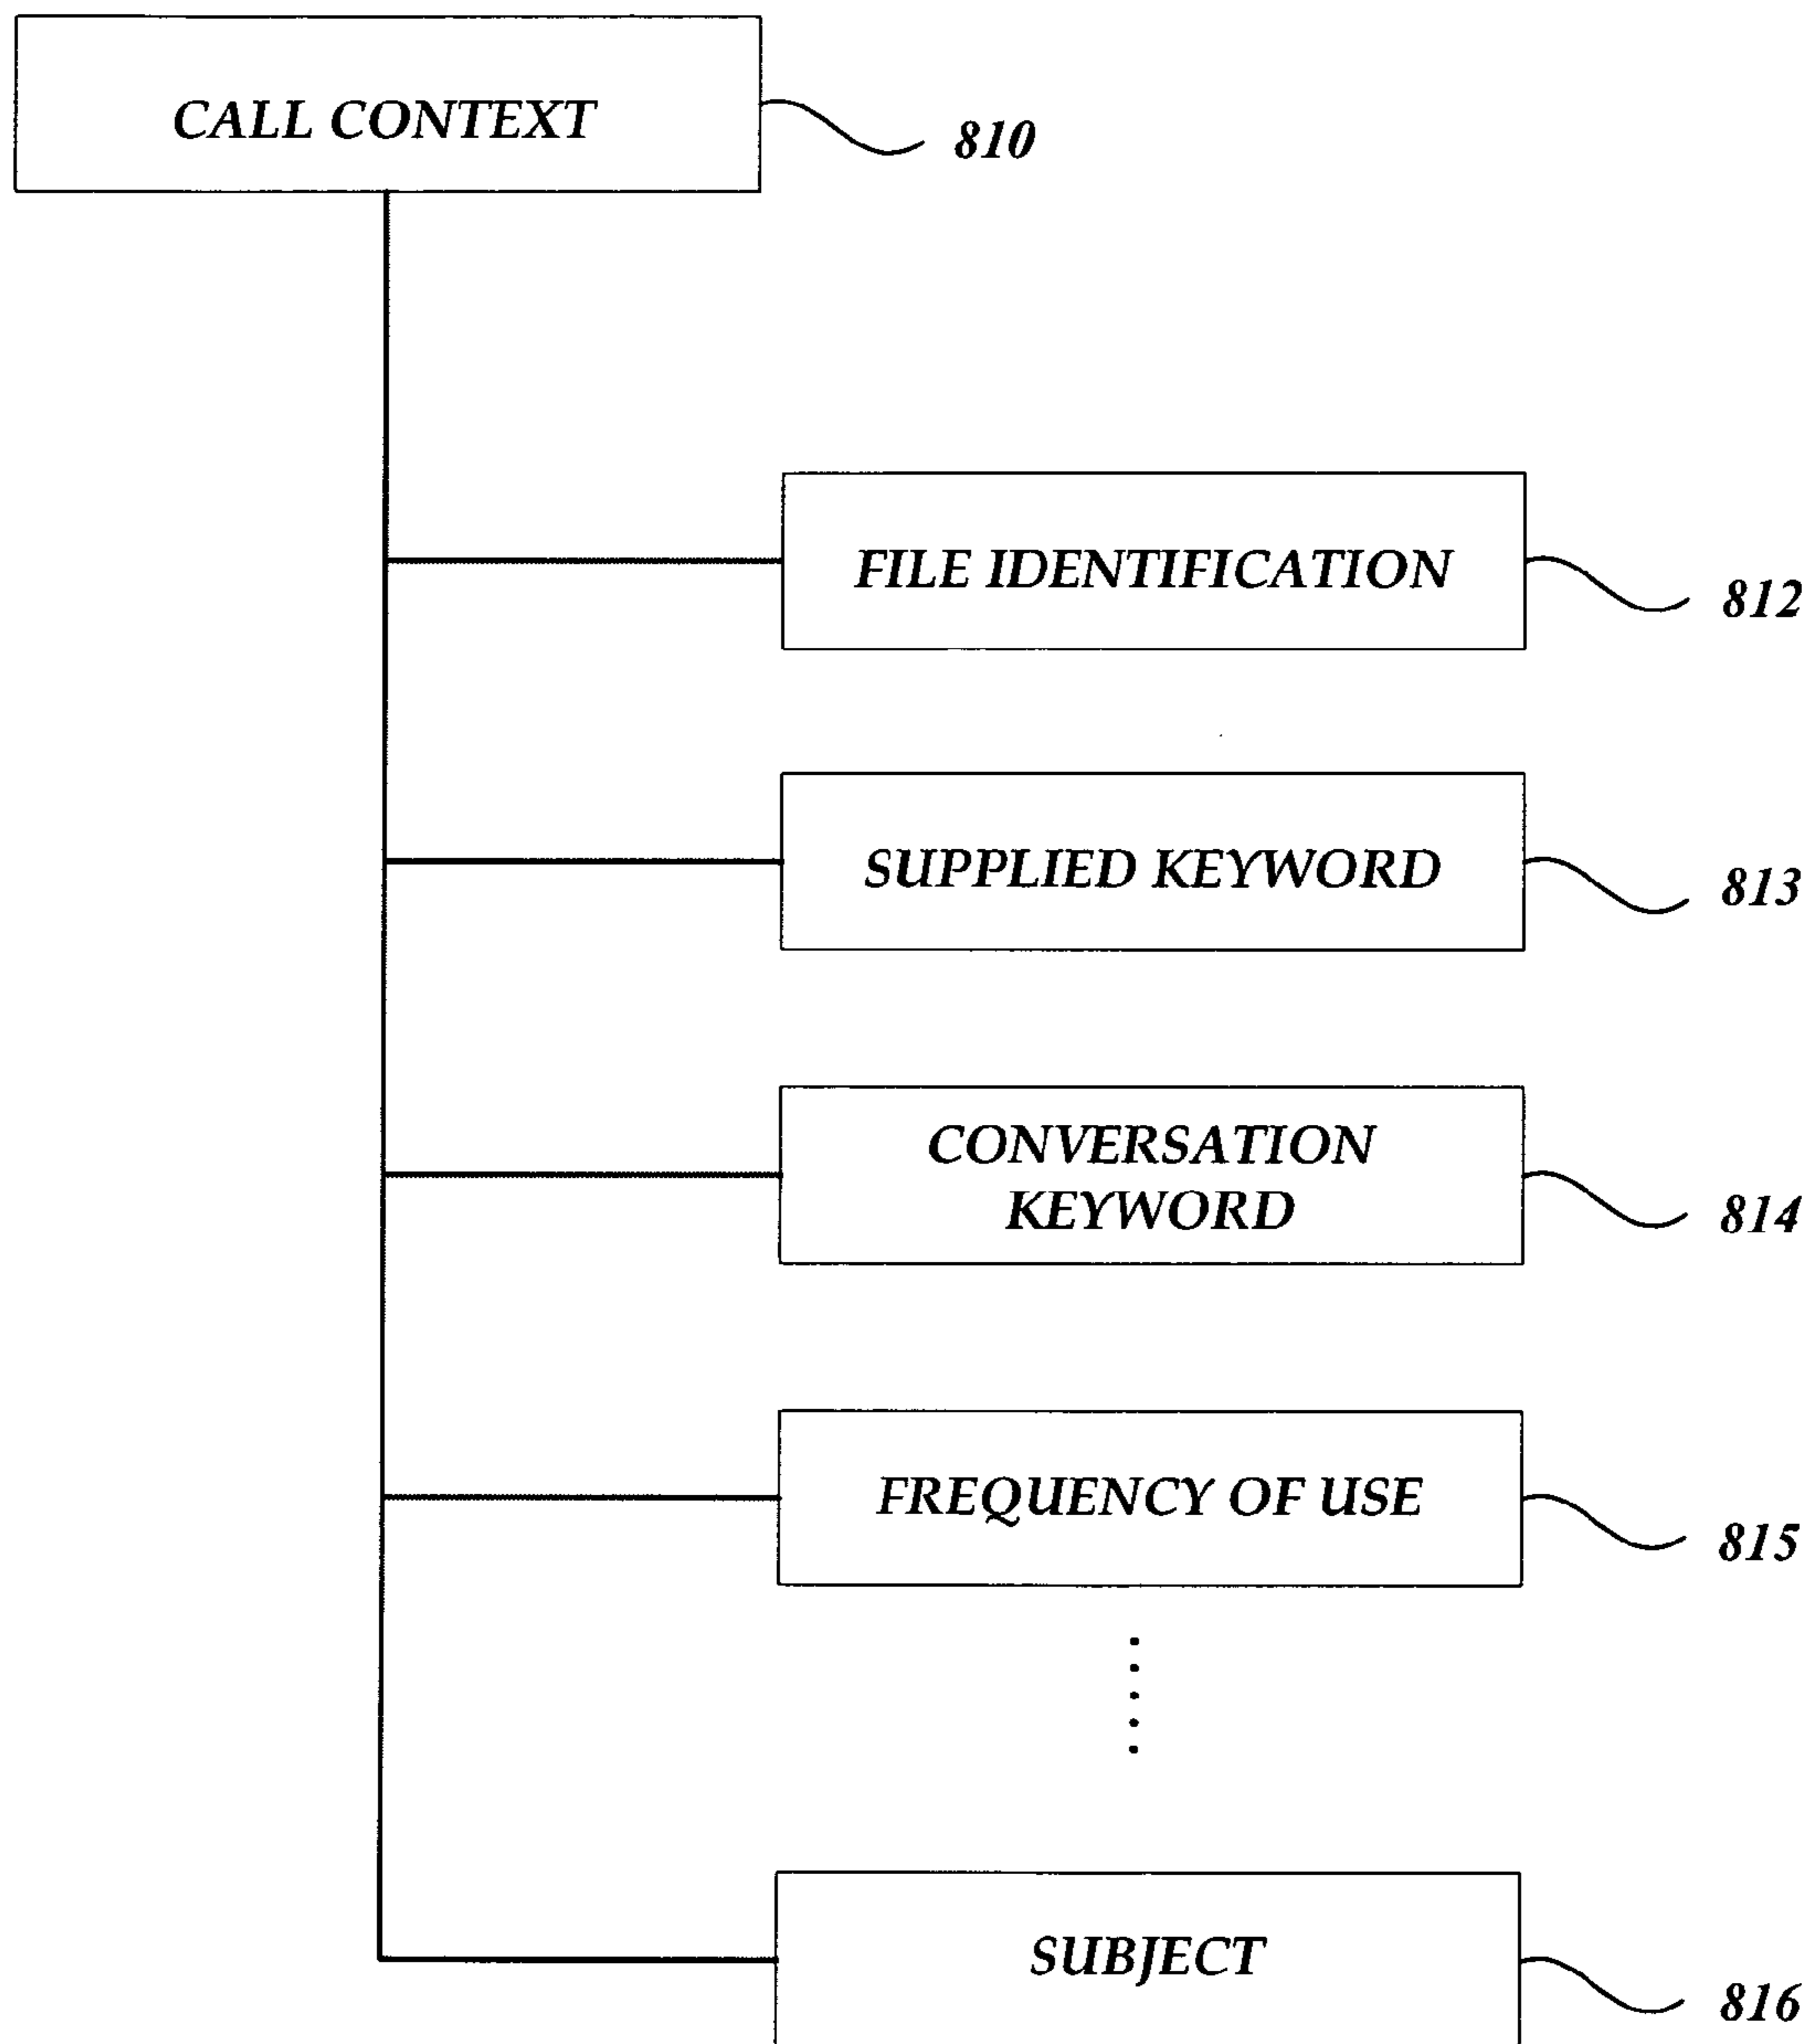 CALL CONTEXT
810
FILE IDENTIFICATION
812
SUPPLIED KEYWORD
813
CONVERSATION
KEYWORD
814
FREQUENCY OF USE
815
SUBJECT
816